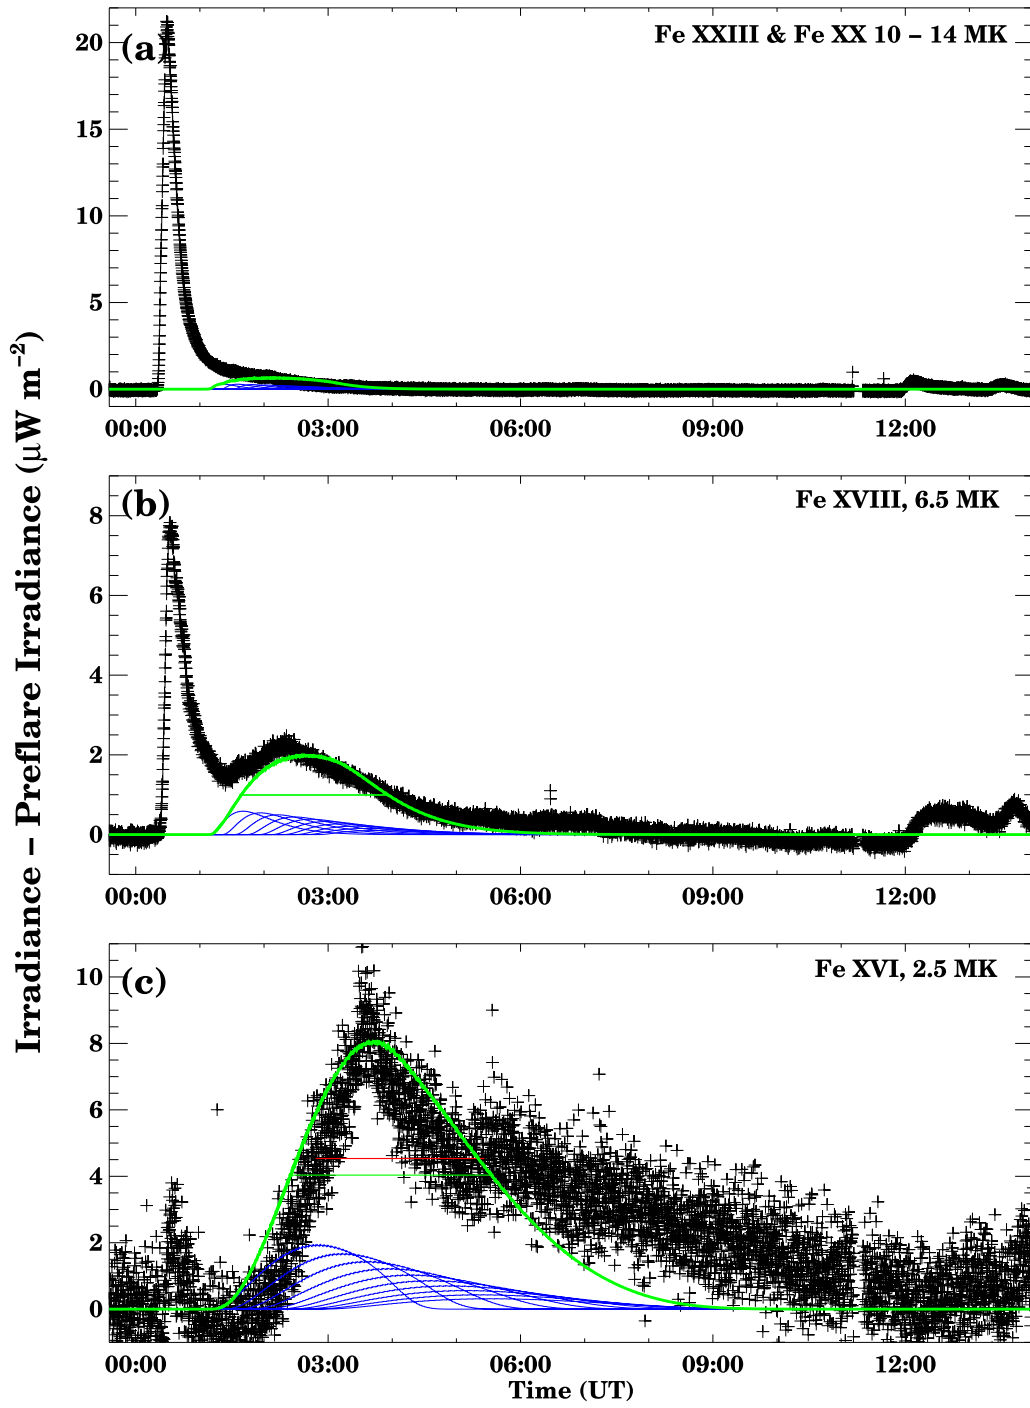 (a)
Fe XXIII & Fe XX 10 – 14 MK
20
15
10
5
0
00:00 03:00 06:00 09:00 12:00
(b)
Fe XVIII, 6.5 MK
8
6
4
2
0
00:00 03:00 06:00 09:00 12:00
(c)
Fe XVI, 2.5 MK
10
8
6
4
2
0
00:00 03:00 06:00 09:00 12:00
Time (UT)
Irradiance – Preflare Irradiance (μW m⁻²)